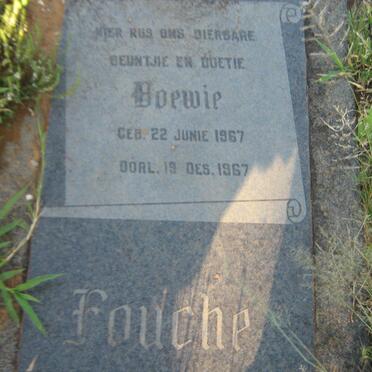 HIER RUS ONS DIERBARE
SEUNTJIE EN BOETIE
Boewie
GEB. 22 JUNIE 1967
OORL. 19 DES. 1967
Fouche